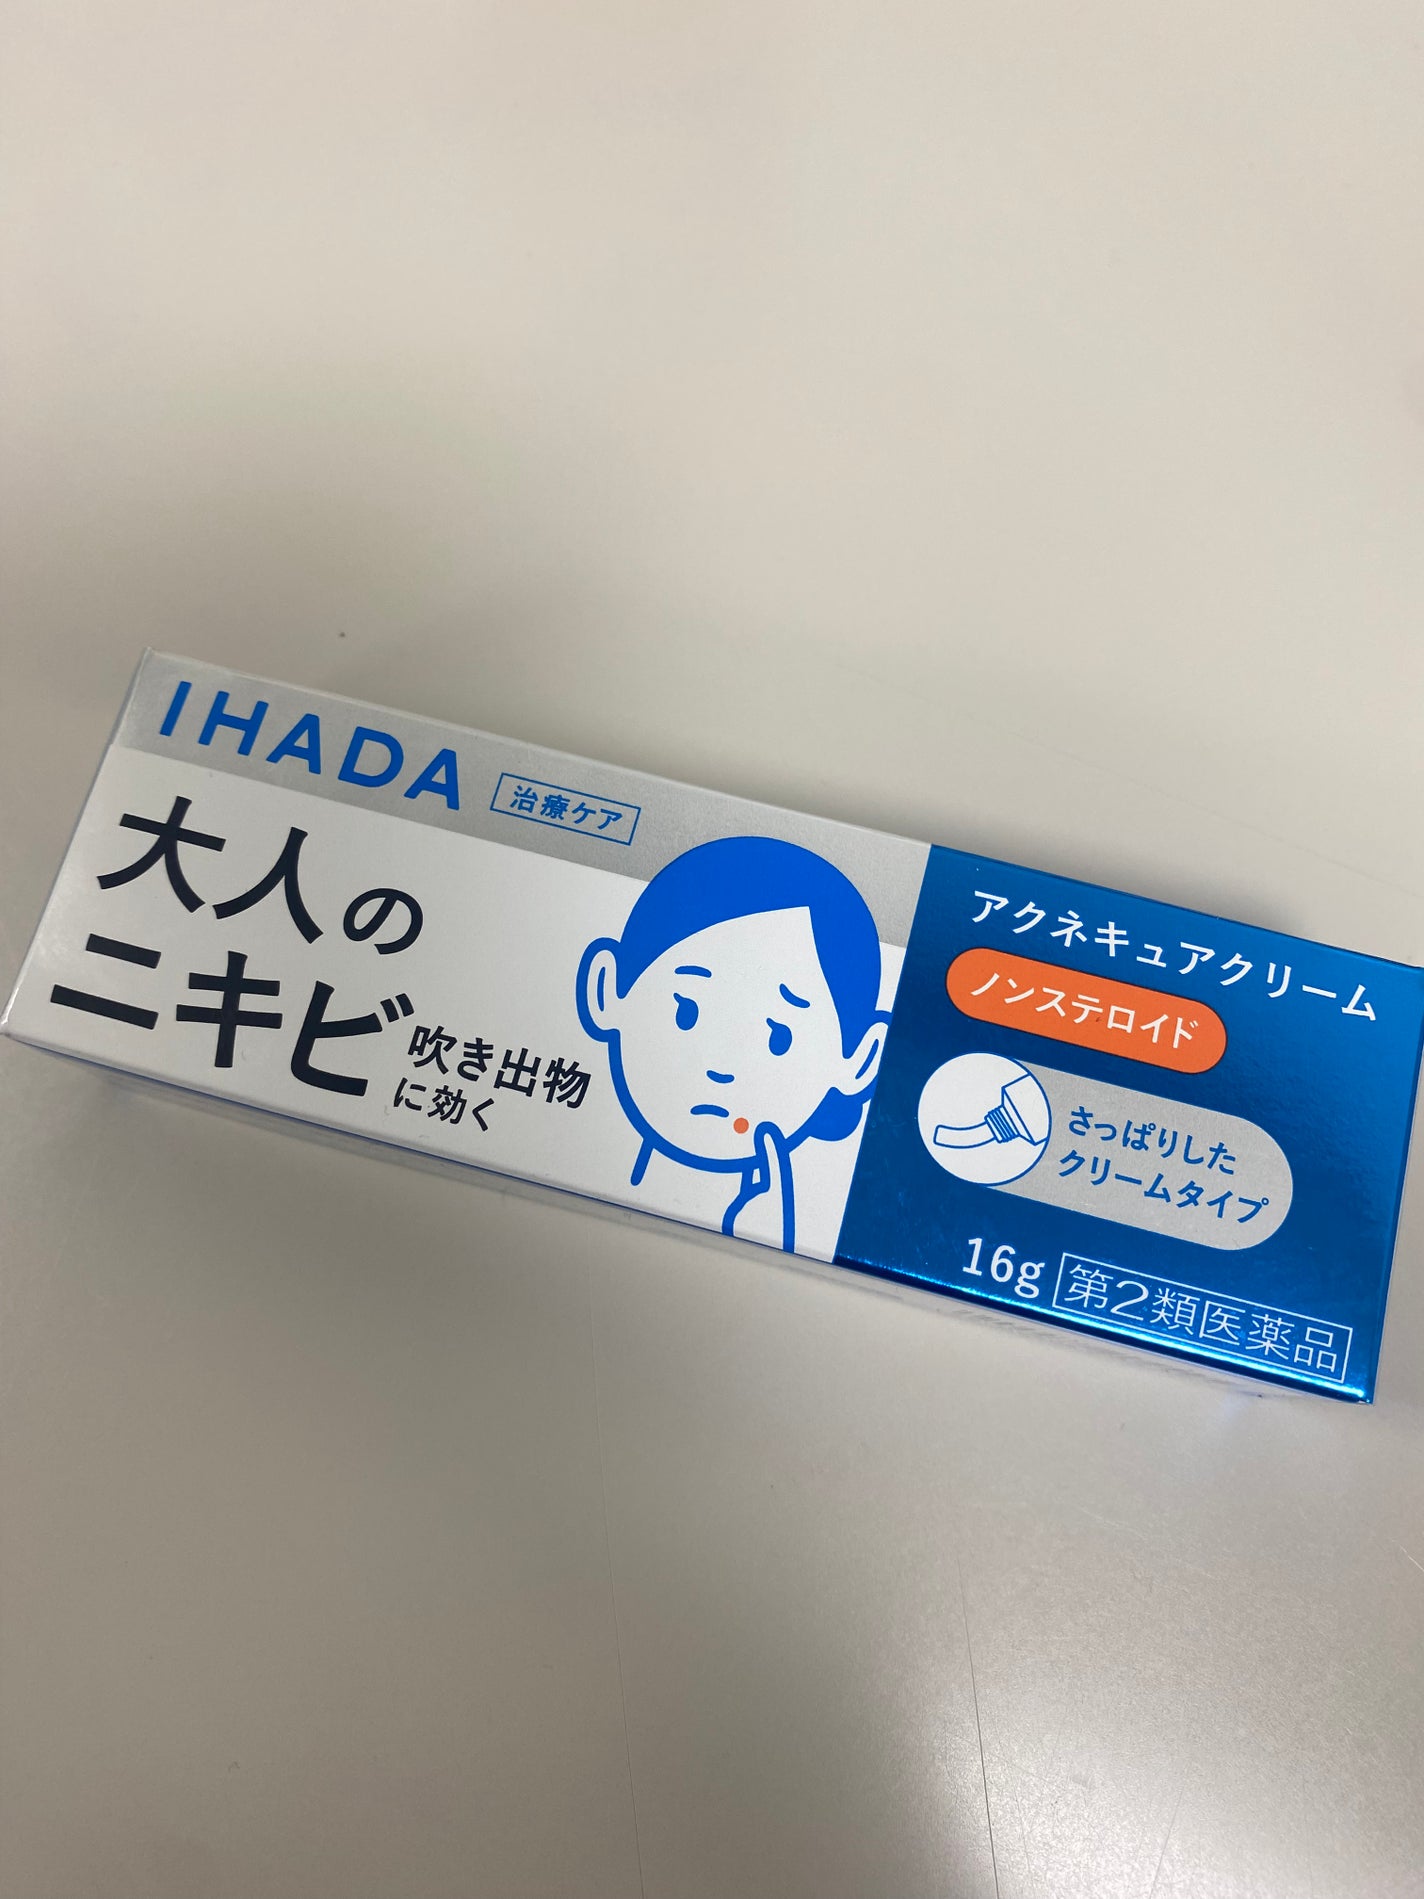 IHADA
治療ケア
大人の
ニキビ
吹き出物
に効く
アクネキュアクリーム
ノンステロイド
さっぱりした
クリームタイプ
16g 第2類医薬品